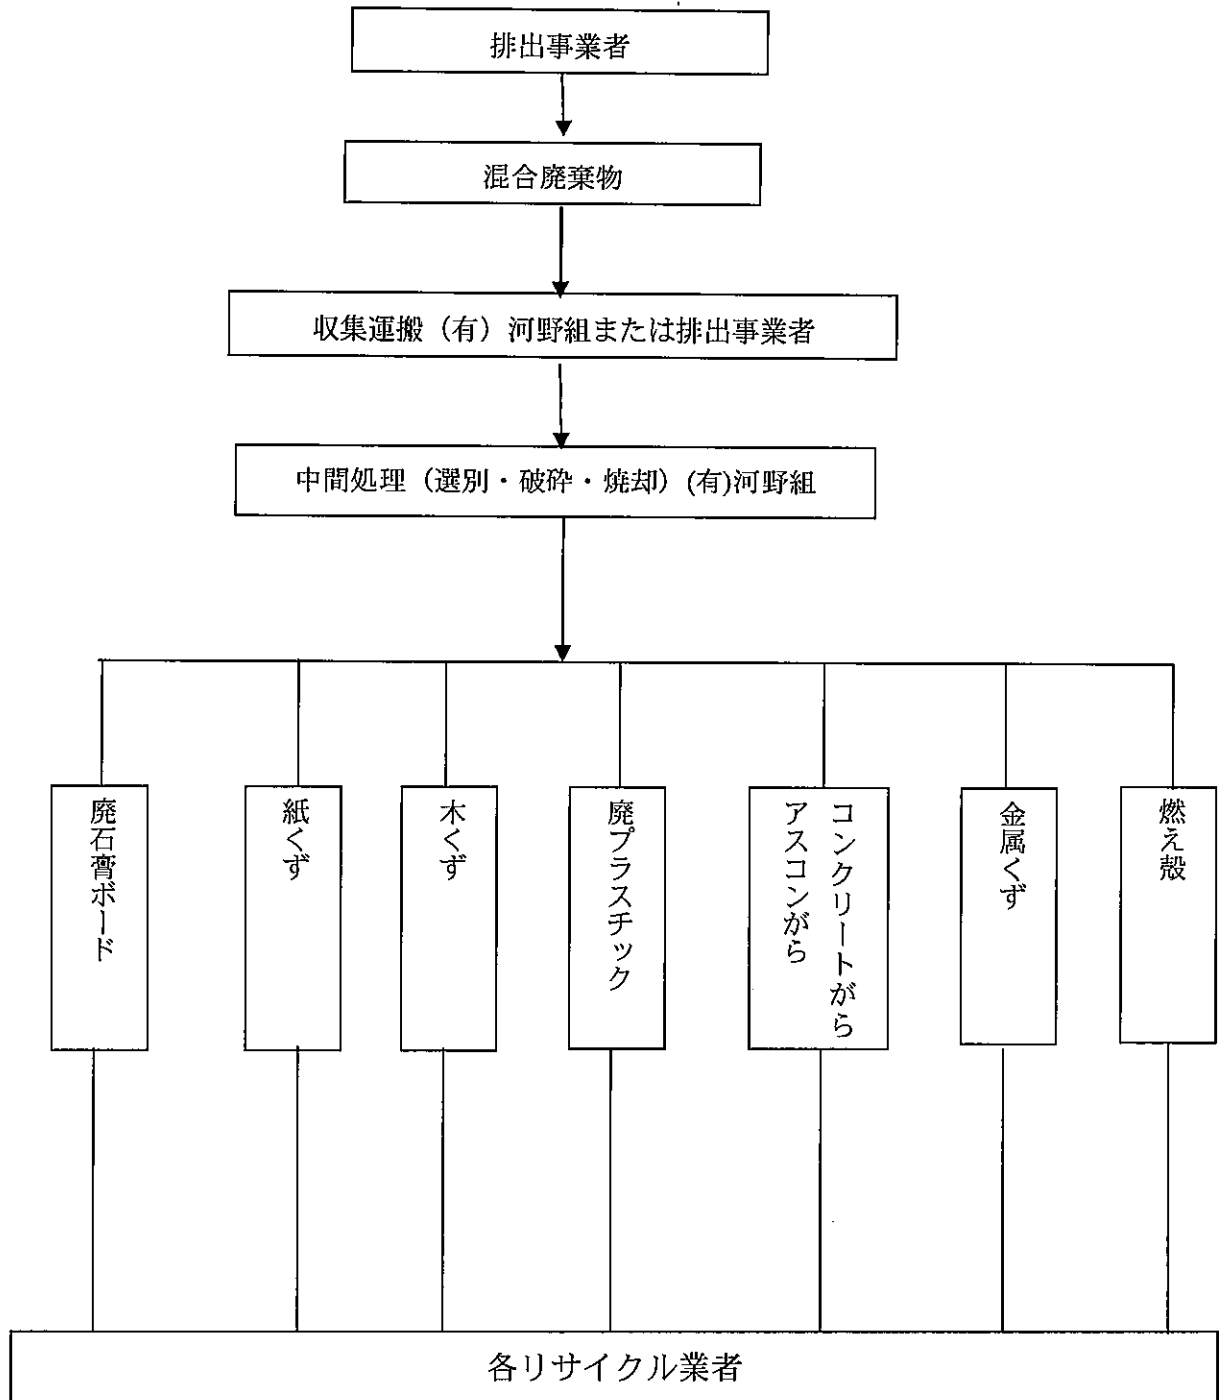 排出事業者
混合廃棄物
収集運搬（有）河野組または排出事業者
中間処理（選別・破砕・焼却）(有)河野組
廃石膏ボード
紙くず
木くず
廃プラスチック
コンクリートがら
アスコンがら
金属くず
燃え殻
各リサイクル業者